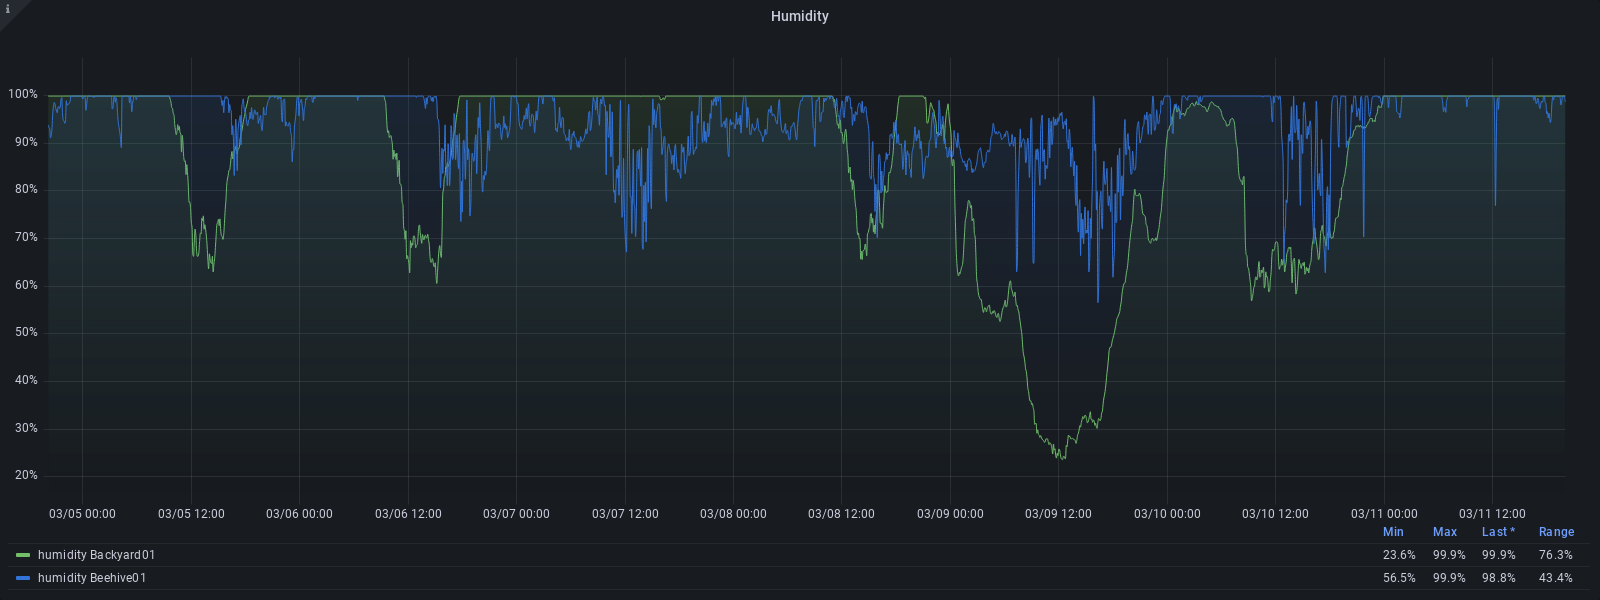 i
Humidity
100%
90%
80%
70%
60%
50%
40%
30%
20%
03/05 00:00 03/05 12:00 03/06 00:00 03/06 12:00 03/07 00:00 03/07 12:00 03/08 00:00 03/08 12:00 03/09 00:00 03/09 12:00 03/10 00:00 03/10 12:00 03/11 00:00 03/11 12:00
Min Max Last * Range
humidity Backyard01 23.6% 99.9% 99.9% 76.3%
humidity Beehive01 56.5% 99.9% 98.8% 43.4%